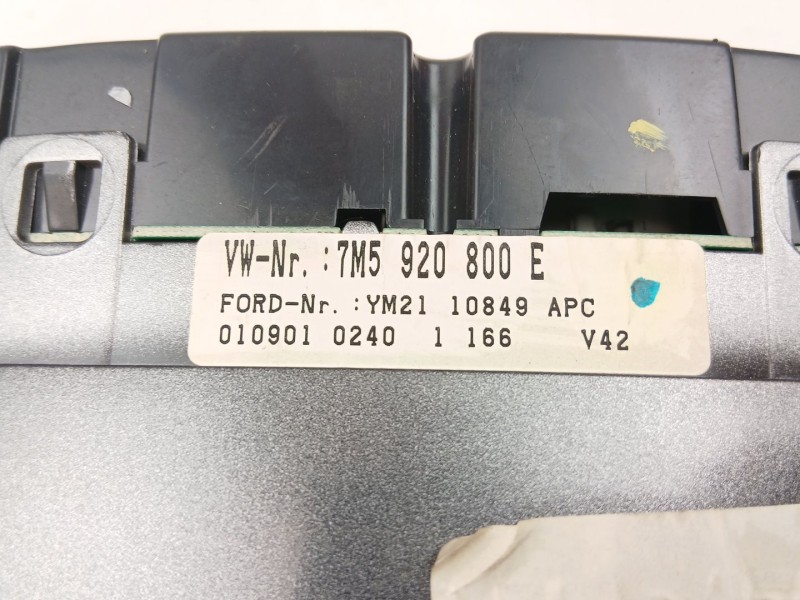 VW-Nr. :7M5 920 800 E
FORD-Nr. :YM21 10849 APC
010901 0240 1 166 V42